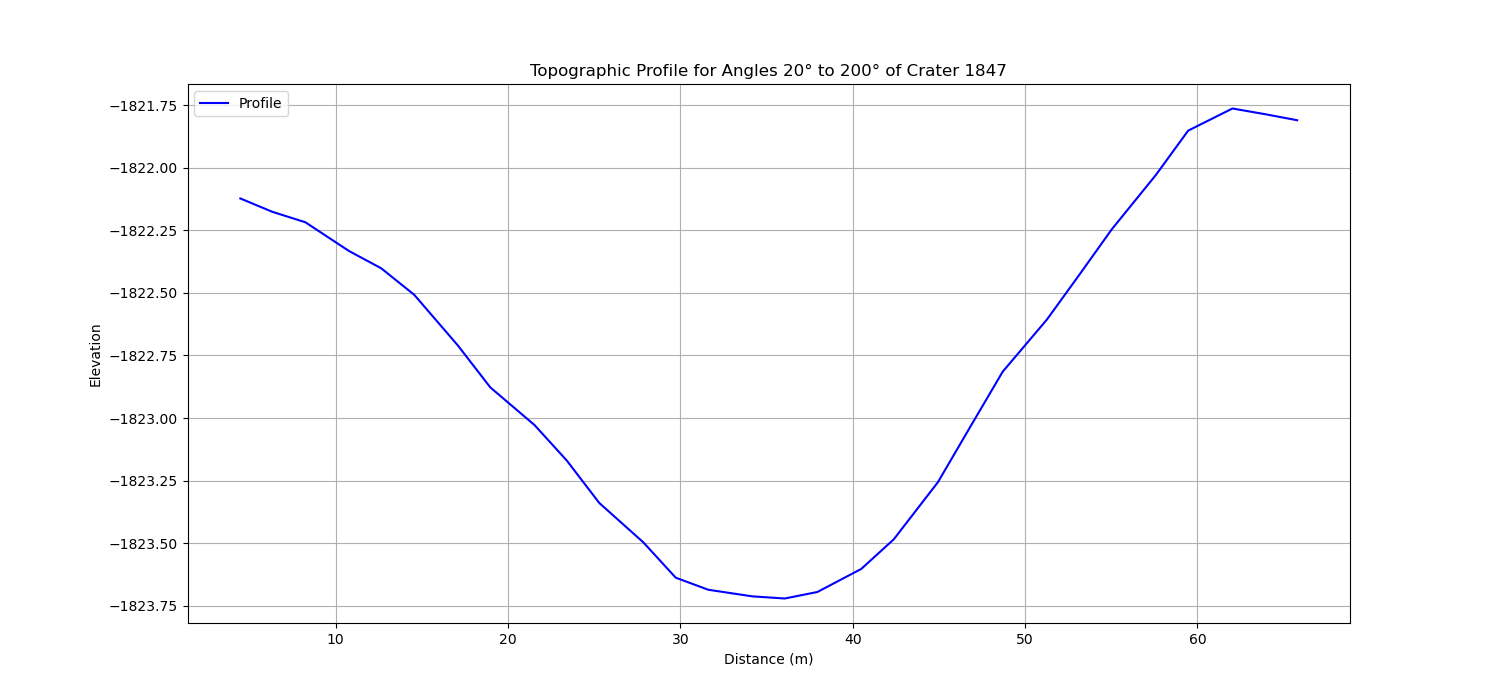 Topographic Profile for Angles 20° to 200° of Crater 1847
Profile
−1821.75
−1822.00
−1822.25
−1822.50
−1822.75
−1823.00
−1823.25
−1823.50
−1823.75
Elevation
10 20 30 40 50 60
Distance (m)